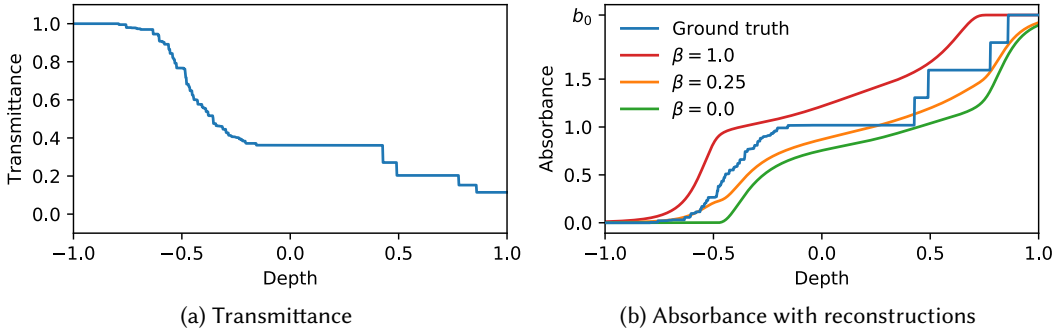 1.0
0.8
0.6
0.4
0.2
0.0
Transmittance
−1.0 −0.5 0.0 0.5 1.0
Depth
(a) Transmittance
b₀
1.5
1.0
0.5
0.0
Absorbance
Ground truth
β = 1.0
β = 0.25
β = 0.0
−1.0 −0.5 0.0 0.5 1.0
Depth
(b) Absorbance with reconstructions